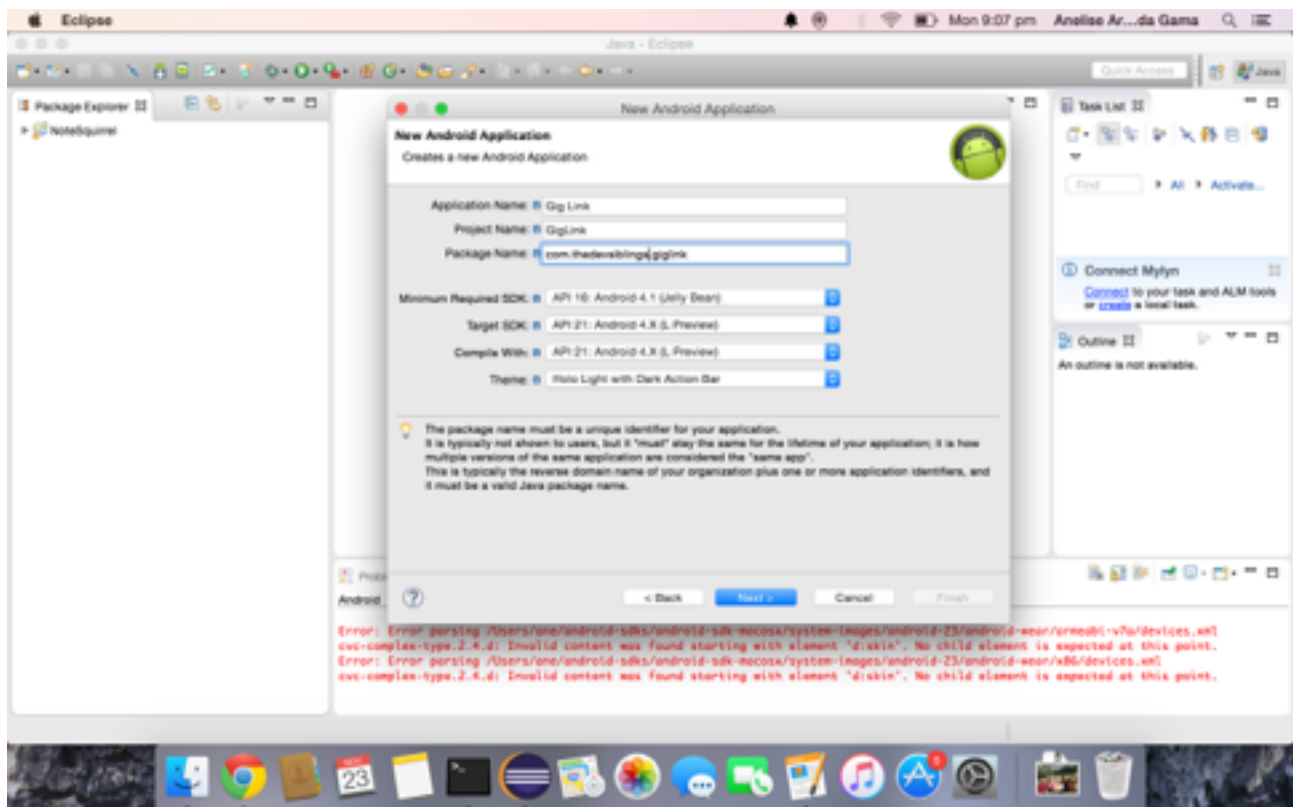 Eclipse
Mon 9:07 pm
Anelise Ar...da Gama
Java - Eclipse
Quick Access
Java
Package Explorer
NoteSquirrel
New Android Application
New Android Application
Creates a new Android Application
Application Name: Gig Link
Project Name: GigLink
Package Name: com.thedevsiblings.giglink
Minimum Required SDK: API 16: Android 4.1 (Jelly Bean)
Target SDK: API 21: Android 4.X (L Preview)
Compile With: API 21: Android 4.X (L Preview)
Theme: Holo Light with Dark Action Bar
The package name must be a unique identifier for your application.
It is typically not shown to users, but it *must* stay the same for the lifetime of your application; it is how
multiple versions of the same application are considered the "same app".
This is typically the reverse domain name of your organization plus one or more application identifiers, and
it must be a valid Java package name.
< Back
Next >
Cancel
Finish
Task List
Find
All
Activate...
Connect Mylyn
Connect to your task and ALM tools
or create a local task.
Outline
An outline is not available.
Android
Error: Error parsing /Users/one/android-sdks/android-sdk-macosx/system-images/android-23/android-wear/armeabi-v7a/devices.xml
cvc-complex-type.2.4.d: Invalid content was found starting with element 'd:skin'. No child element is expected at this point.
Error: Error parsing /Users/one/android-sdks/android-sdk-macosx/system-images/android-23/android-wear/x86/devices.xml
cvc-complex-type.2.4.d: Invalid content was found starting with element 'd:skin'. No child element is expected at this point.
23